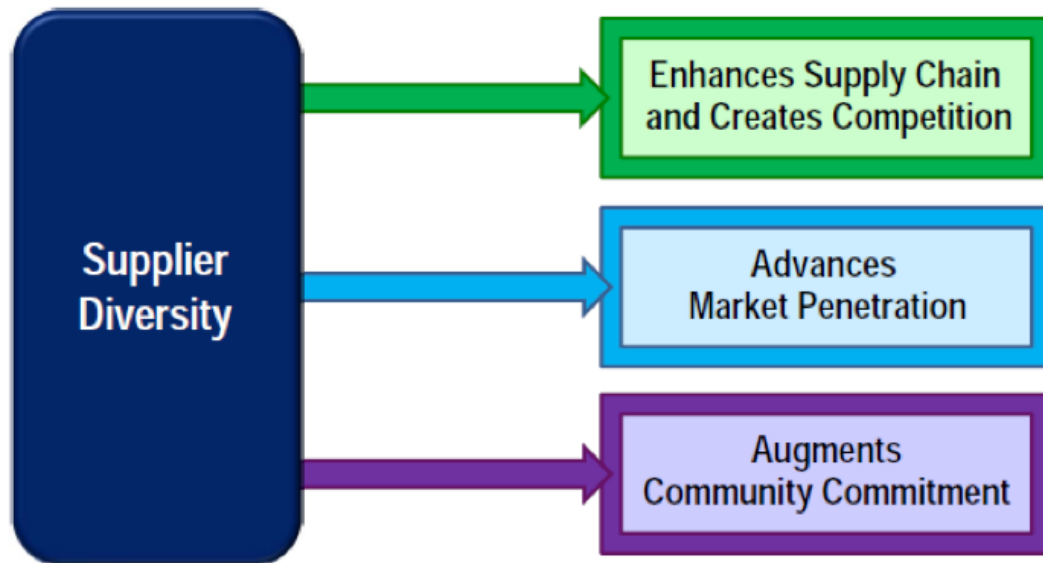 Supplier
Diversity
Enhances Supply Chain
and Creates Competition
Advances
Market Penetration
Augments
Community Commitment